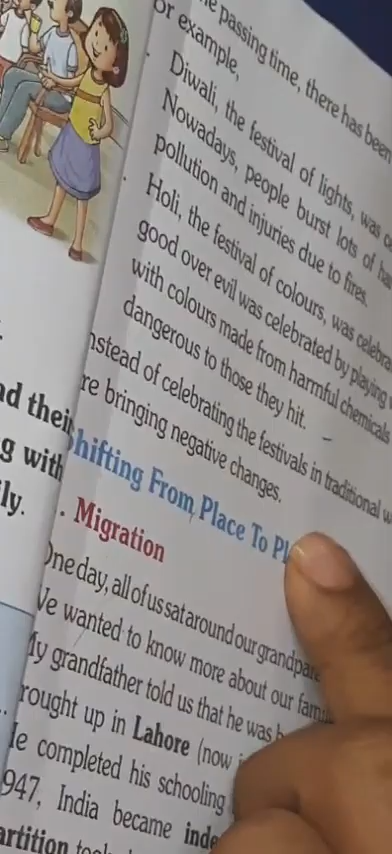 passing time, there has been
or example,
Diwali, the festival of lights, was
Nowadays, people burst lots of
pollution and injuries due to fires.
Holi, the festival of colours, was
good over evil was celebrated by playing
with colours made from harmful chemicals
dangerous to those they hit.
nstead of celebrating the festivals in traditional
re bringing negative changes.
hifting From Place To Pl
. Migration
One day, all of us sat around our grandpare
We wanted to know more about our
My grandfather told us that he was
rought up in Lahore (now
He completed his schooling
947, India became inde
artition
nd their
g with
ly.